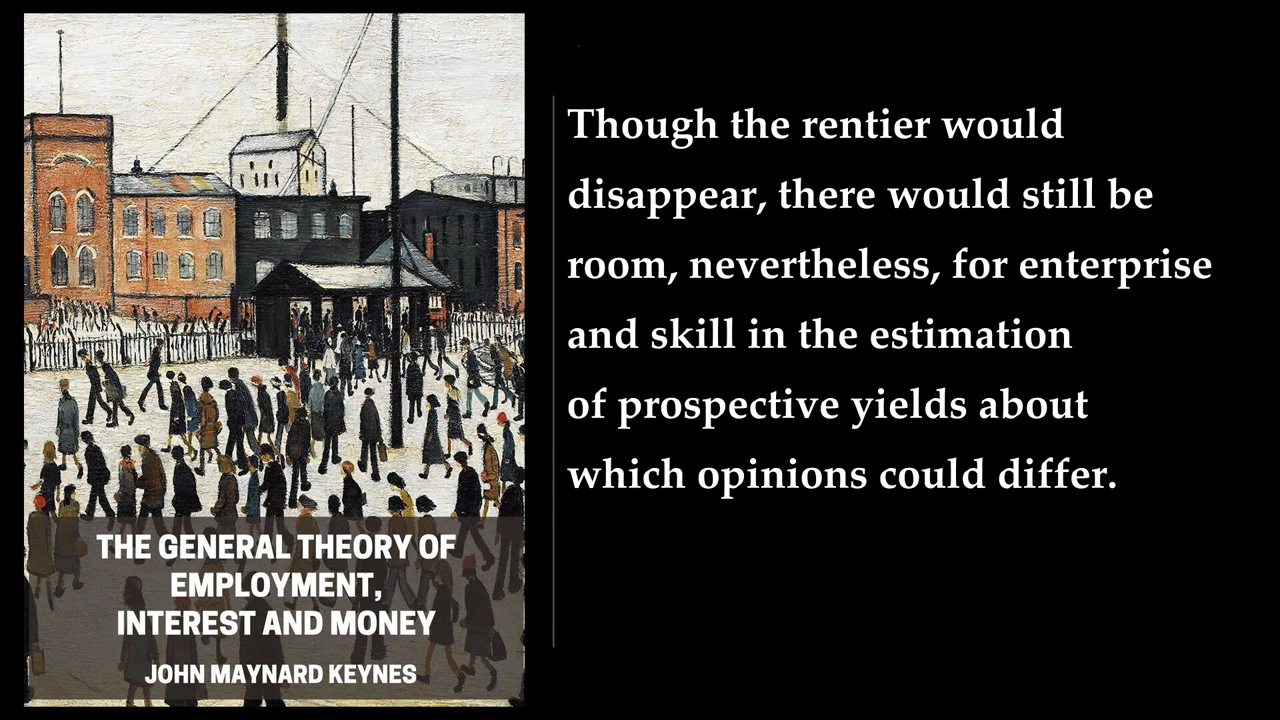 Though the rentier would
disappear, there would still be
room, nevertheless, for enterprise
and skill in the estimation
of prospective yields about
which opinions could differ.
THE GENERAL THEORY OF
EMPLOYMENT,
INTEREST AND MONEY
JOHN MAYNARD KEYNES